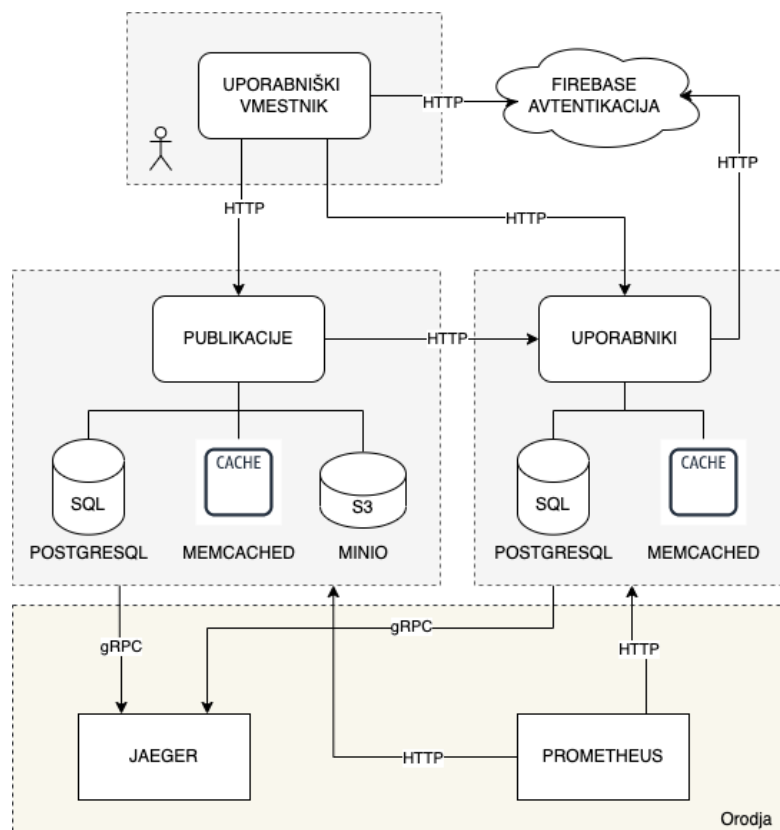 UPORABNIŠKI
VMESTNIK
HTTP
FIREBASE
AVTENTIKACIJA
HTTP
HTTP
HTTP
PUBLIKACIJE
HTTP
UPORABNIKI
SQL
CACHE
S3
SQL
CACHE
POSTGRESQL
MEMCACHED
MINIO
POSTGRESQL
MEMCACHED
gRPC
gRPC
HTTP
JAEGER
HTTP
PROMETHEUS
Orodja